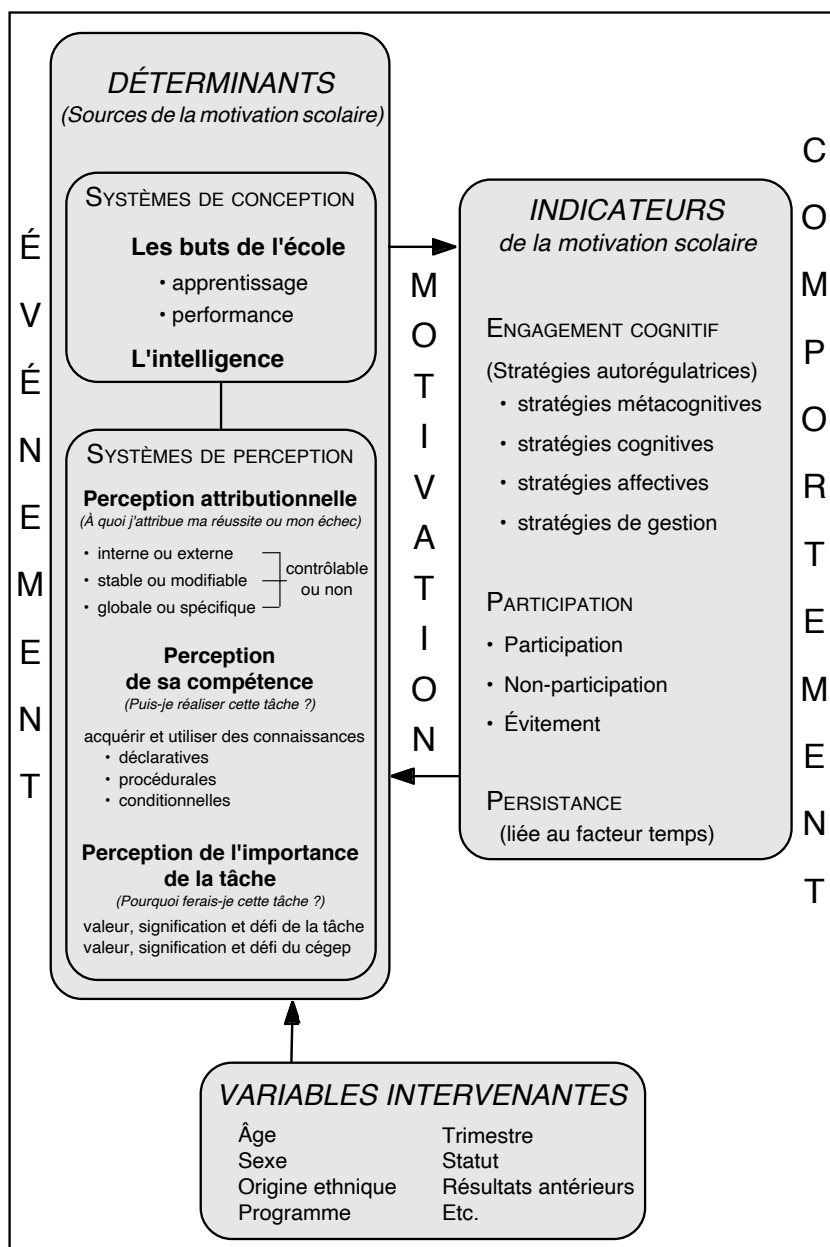 DÉTERMINANTS
(Sources de la motivation scolaire)
SYSTÈMES DE CONCEPTION
Les buts de l'école
• apprentissage
• performance
L'intelligence
SYSTÈMES DE PERCEPTION
Perception attributionnelle
(À quoi j'attribue ma réussite ou mon échec)
• interne ou externe
• stable ou modifiable
• globale ou spécifique
contrôlable
ou non
Perception
de sa compétence
(Puis-je réaliser cette tâche ?)
acquérir et utiliser des connaissances
• déclaratives
• procédurales
• conditionnelles
Perception de l'importance
de la tâche
(Pourquoi ferais-je cette tâche ?)
valeur, signification et défi de la tâche
valeur, signification et défi du cégep
ÉVÉNEMENT
MOTIVATION
INDICATEURS
de la motivation scolaire
ENGAGEMENT COGNITIF
(Stratégies autorégulatrices)
• stratégies métacognitives
• stratégies cognitives
• stratégies affectives
• stratégies de gestion
PARTICIPATION
• Participation
• Non-participation
• Évitement
PERSISTANCE
(liée au facteur temps)
COMPORTEMENT
VARIABLES INTERVENANTES
Âge
Sexe
Origine ethnique
Programme
Trimestre
Statut
Résultats antérieurs
Etc.